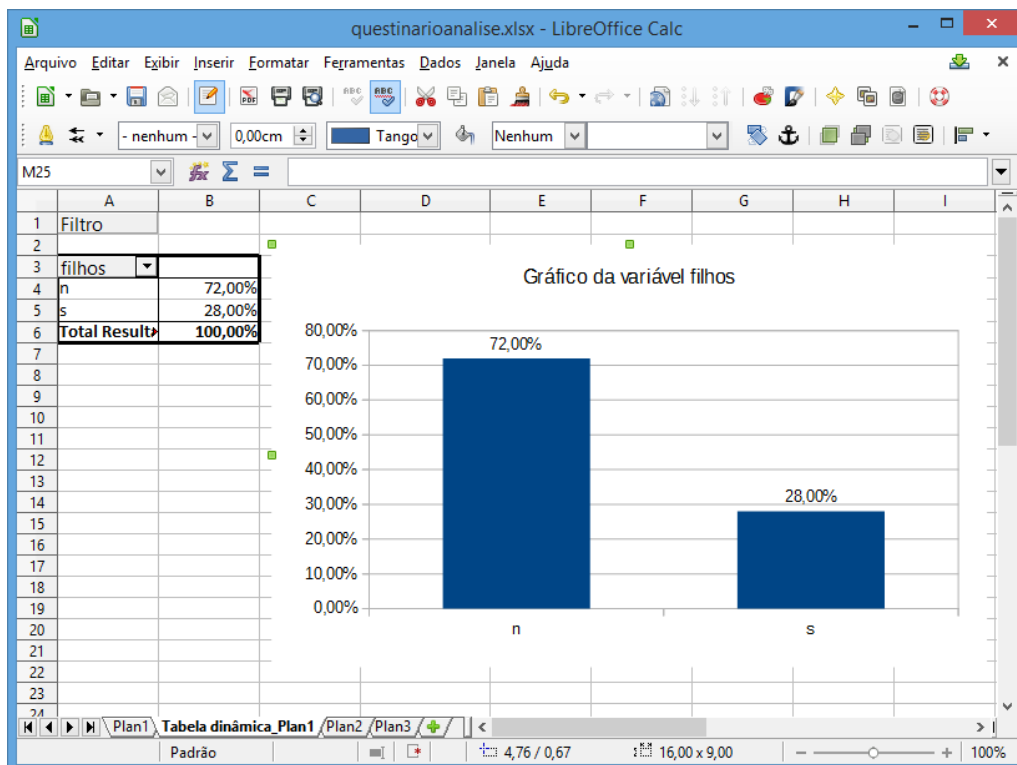 questinarioanalise.xlsx - LibreOffice Calc
Arquivo Editar Exibir Inserir Formatar Ferramentas Dados Janela Ajuda
PDF ABC ABC
- nenhum - 0,00cm Tango Nenhum
M25 fx Σ =
A B C D E F G H I
1 Filtro
2
3 filhos
4 n 72,00%
5 s 28,00%
6 Total Result 100,00%
7
8
9
10
11
12
13
14
15
16
17
18
19
20
21
22
23
24
Gráfico da variável filhos
80,00%
70,00%
60,00%
50,00%
40,00%
30,00%
20,00%
10,00%
0,00%
72,00%
28,00%
n s
Plan1 Tabela dinâmica_Plan1 Plan2 Plan3
Padrão 4,76 / 0,67 16,00 x 9,00 100%